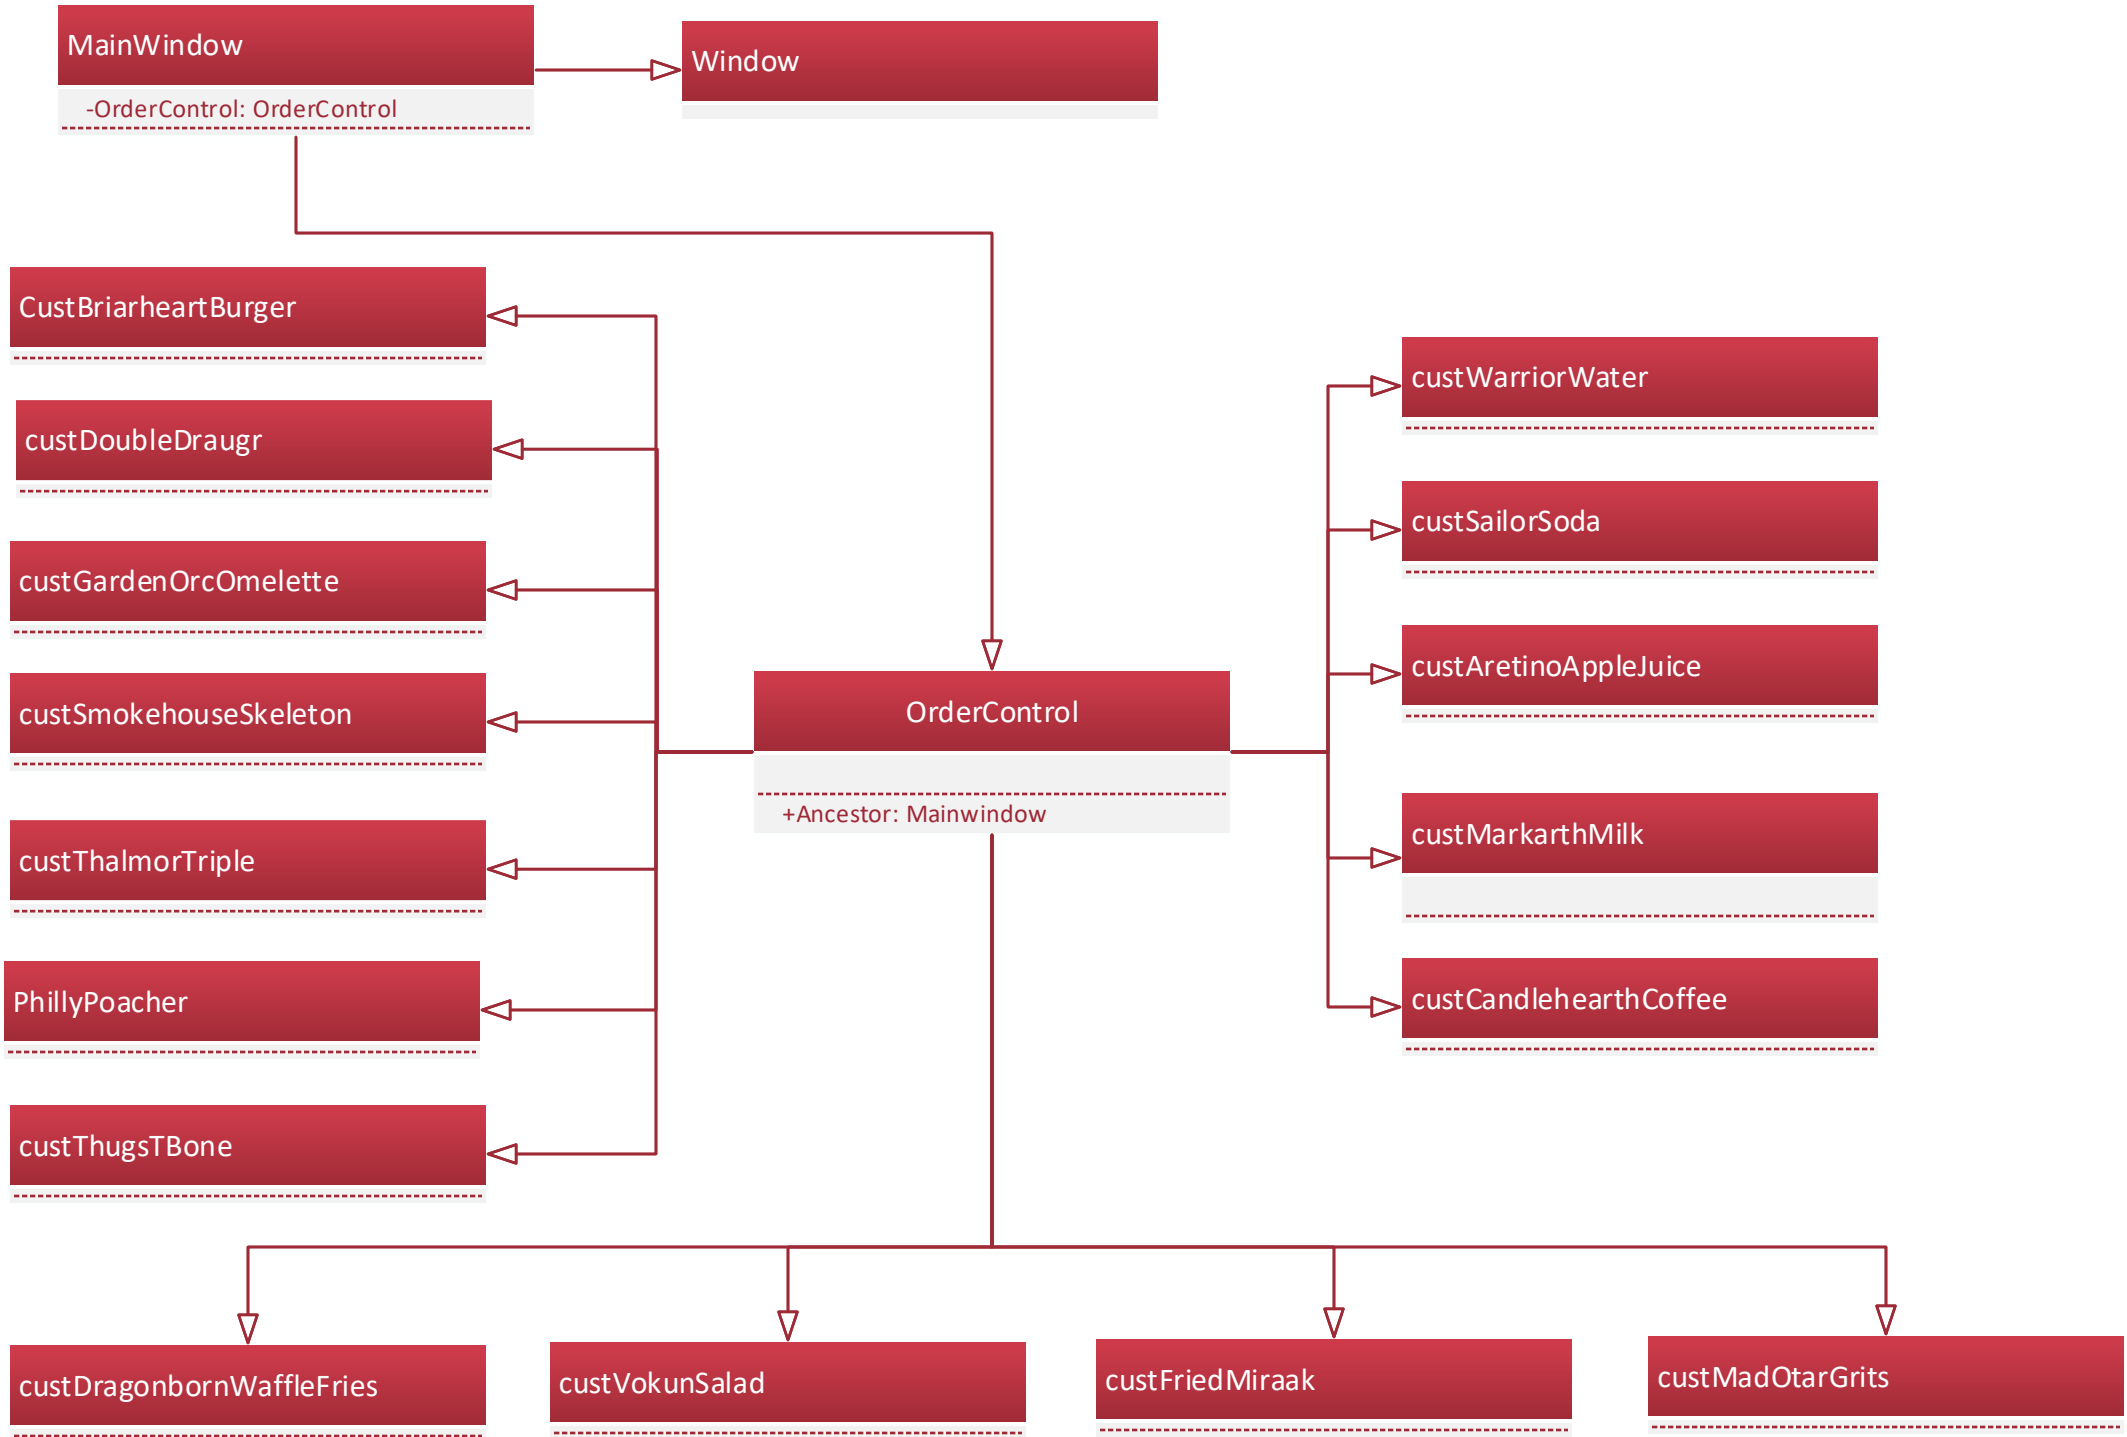 MainWindow
-OrderControl: OrderControl
Window
CustBriarheartBurger
custDoubleDraugr
custGardenOrcOmelette
custSmokehouseSkeleton
custThalmorTriple
PhillyPoacher
custThugsTBone
OrderControl
+Ancestor: Mainwindow
custWarriorWater
custSailorSoda
custAretinoAppleJuice
custMarkarthMilk
custCandlehearthCoffee
custDragonbornWaffleFries
custVokunSalad
custFriedMiraak
custMadOtarGrits